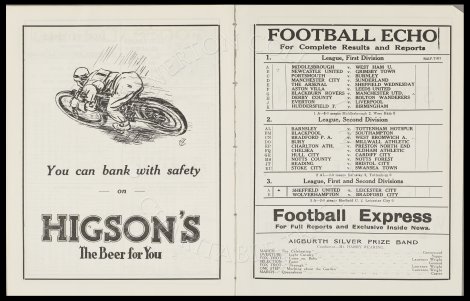 You can bank with safety
on
HIGSON'S
The Beer for You
FOOTBALL ECHO
For Complete Results and Reports
1. League, First Division HALF-TIME
A MIDDLESBROUGH v. WEST HAM U.
B NEWCASTLE UNITED v. GRIMSBY TOWN
C PORTSMOUTH v. BURNLEY
D MANCHESTER CITY v. SUNDERLAND
E THE ARSENAL v. SHEFFIELD WEDNESDAY
F ASTON VILLA v. LEEDS UNITED
G BLACKBURN ROVERS v. MANCHESTER U.
H DERBY COUNTY v. BOLTON WANDERERS
J EVERTON v. LIVERPOOL
K HUDDERSFIELD T. v. BIRMINGHAM
2. League, Second Division
BARNSLEY v. TOTTENHAM HOTSPUR
BLACKPOOL v. SOUTHAMPTON
BRADFORD P.A. v. WEST BROMWICH A.
BURY v. MILLWALL ATHLETIC
CHARLTON ATH. v. PRESTON NORTH END
CHELSEA v. OLDHAM ATHLETIC
HULL CITY v. CARDIFF CITY
NOTTS COUNTY v. NOTTS FOREST
READING v. BRISTOL CITY
STOKE CITY v. SWANSEA TOWN
3. League, First and Second Divisions
A SHEFFIELD UNITED v. LEICESTER CITY
B WOLVERHAMPTON v. BRADFORD CITY
Football Express
For Full Reports and Exclusive Inside News.
AIGBURTH SILVER PRIZE BAND